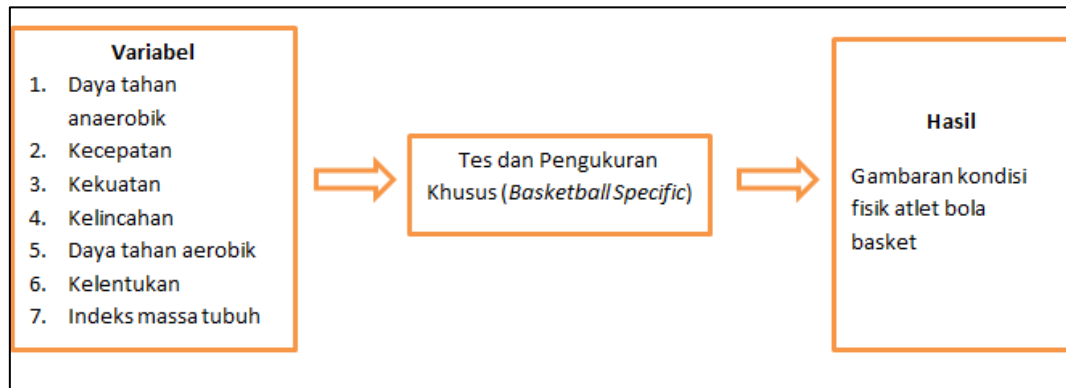 Variabel
1. Daya tahan
anaerobik
2. Kecepatan
3. Kekuatan
4. Kelincahan
5. Daya tahan aerobik
6. Kelentukan
7. Indeks massa tubuh
Tes dan Pengukuran
Khusus (Basketball Specific)
Hasil
Gambaran kondisi
fisik atlet bola
basket